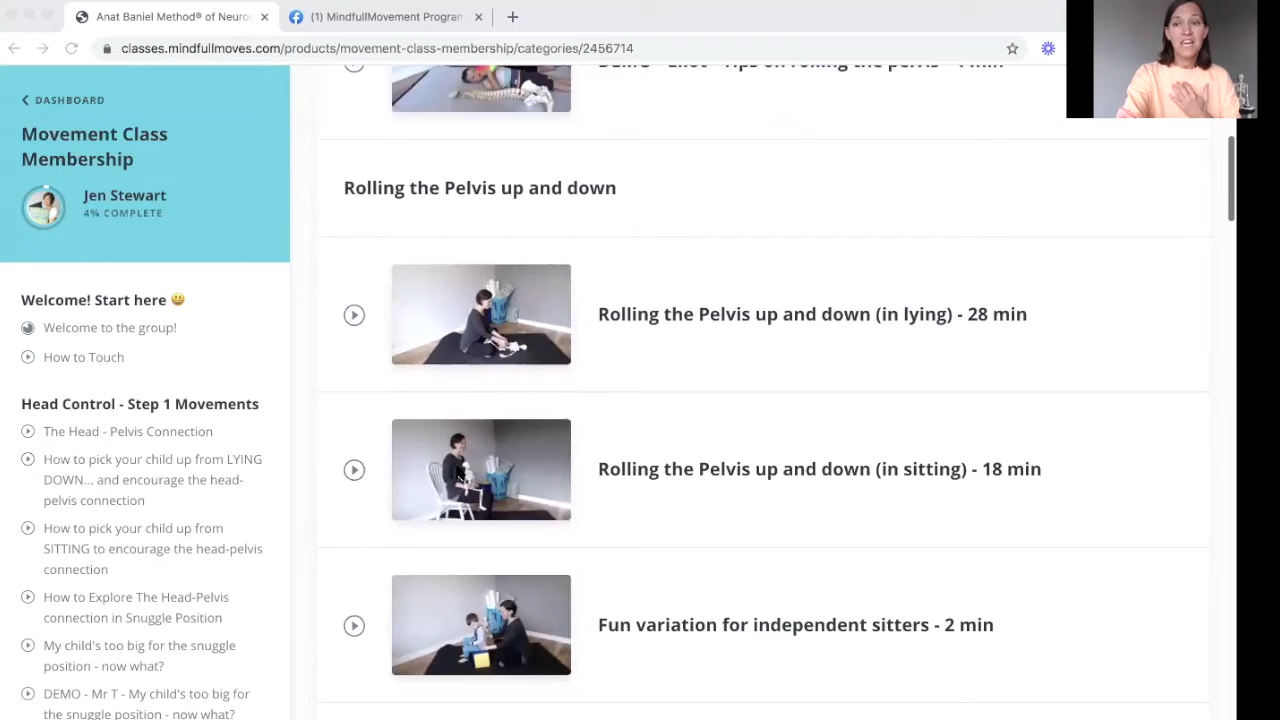 Anat Baniel Method® of Neuro
(1) MindfullMovement Program
classes.mindfullmoves.com/products/movement-class-membership/categories/2456714
DASHBOARD
Movement Class
Membership
Jen Stewart
4% COMPLETE
Welcome! Start here 😃
Welcome to the group!
How to Touch
Head Control - Step 1 Movements
The Head - Pelvis Connection
How to pick your child up from LYING
DOWN... and encourage the head-
pelvis connection
How to pick your child up from
SITTING to encourage the head-pelvis
connection
How to Explore The Head-Pelvis
connection in Snuggle Position
My child's too big for the snuggle
position - now what?
DEMO - Mr T - My child's too big for
the snuggle position - now what?
Rolling the Pelvis up and down
Rolling the Pelvis up and down (in lying) - 28 min
Rolling the Pelvis up and down (in sitting) - 18 min
Fun variation for independent sitters - 2 min